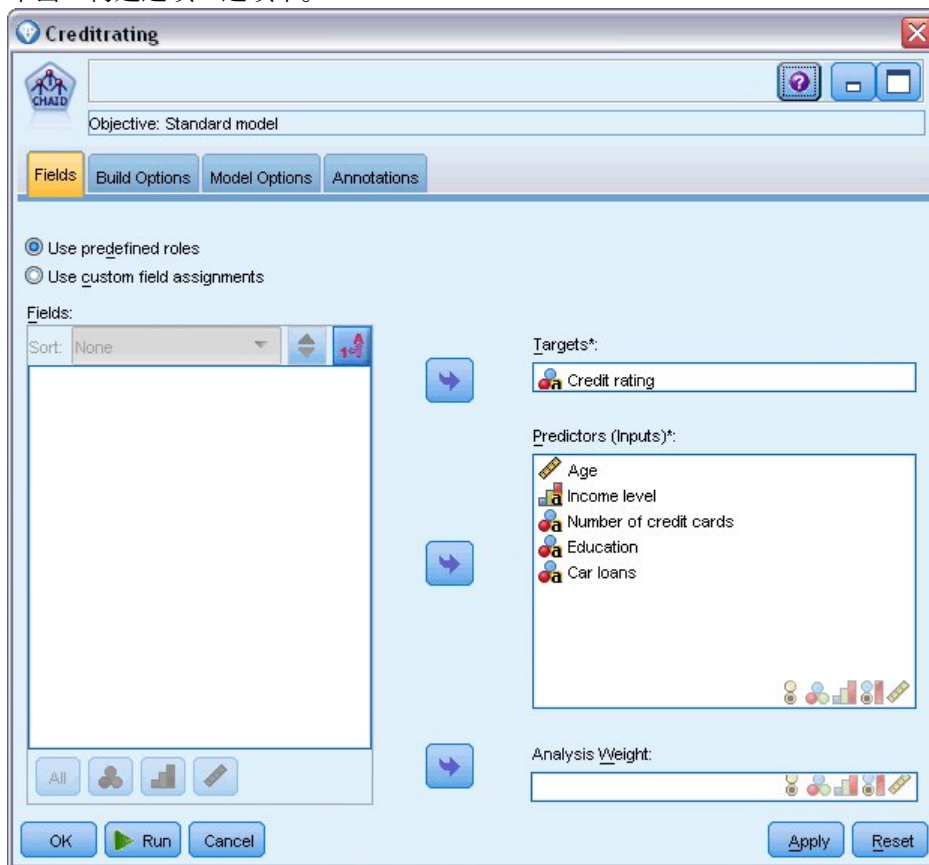 Creditrating
CHAID
Objective: Standard model
Fields Build Options Model Options Annotations
Use predefined roles
Use custom field assignments
Fields:
Sort: None
Targets*:
Credit rating
Predictors (Inputs)*:
Age
Income level
Number of credit cards
Education
Car loans
Analysis Weight:
All
OK Run Cancel Apply Reset